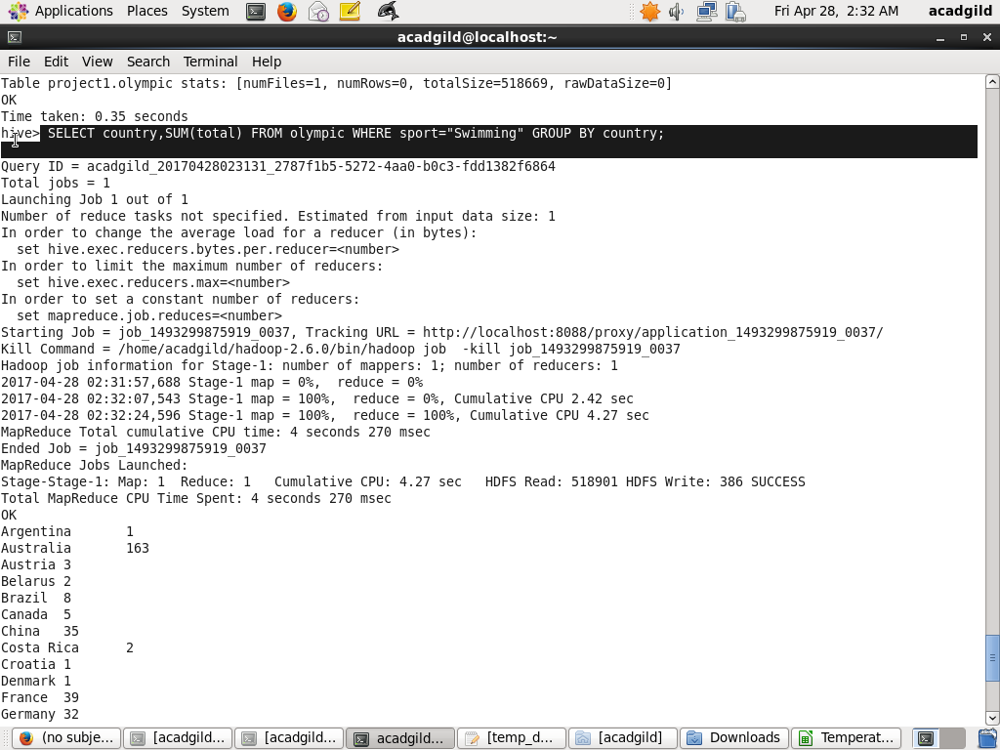 Applications Places System Fri Apr 28, 2:32 AM acadgild
acadgild@localhost:~
File Edit View Search Terminal Help
Table project1.olympic stats: [numFiles=1, numRows=0, totalSize=518669, rawDataSize=0]
OK
Time taken: 0.35 seconds
hive> SELECT country,SUM(total) FROM olympic WHERE sport="Swimming" GROUP BY country;
Query ID = acadgild_20170428023131_2787f1b5-5272-4aa0-b0c3-fdd1382f6864
Total jobs = 1
Launching Job 1 out of 1
Number of reduce tasks not specified. Estimated from input data size: 1
In order to change the average load for a reducer (in bytes):
  set hive.exec.reducers.bytes.per.reducer=<number>
In order to limit the maximum number of reducers:
  set hive.exec.reducers.max=<number>
In order to set a constant number of reducers:
  set mapreduce.job.reduces=<number>
Starting Job = job_1493299875919_0037, Tracking URL = http://localhost:8088/proxy/application_1493299875919_0037/
Kill Command = /home/acadgild/hadoop-2.6.0/bin/hadoop job  -kill job_1493299875919_0037
Hadoop job information for Stage-1: number of mappers: 1; number of reducers: 1
2017-04-28 02:31:57,688 Stage-1 map = 0%,  reduce = 0%
2017-04-28 02:32:07,543 Stage-1 map = 100%,  reduce = 0%, Cumulative CPU 2.42 sec
2017-04-28 02:32:24,596 Stage-1 map = 100%,  reduce = 100%, Cumulative CPU 4.27 sec
MapReduce Total cumulative CPU time: 4 seconds 270 msec
Ended Job = job_1493299875919_0037
MapReduce Jobs Launched:
Stage-Stage-1: Map: 1  Reduce: 1   Cumulative CPU: 4.27 sec   HDFS Read: 518901 HDFS Write: 386 SUCCESS
Total MapReduce CPU Time Spent: 4 seconds 270 msec
OK
Argentina       1
Australia       163
Austria 3
Belarus 2
Brazil  8
Canada  5
China   35
Costa Rica      2
Croatia 1
Denmark 1
France  39
Germany 32
(no subje... [acadgild... [acadgild... acadgild... [temp_d... [acadgild] Downloads Temperat...